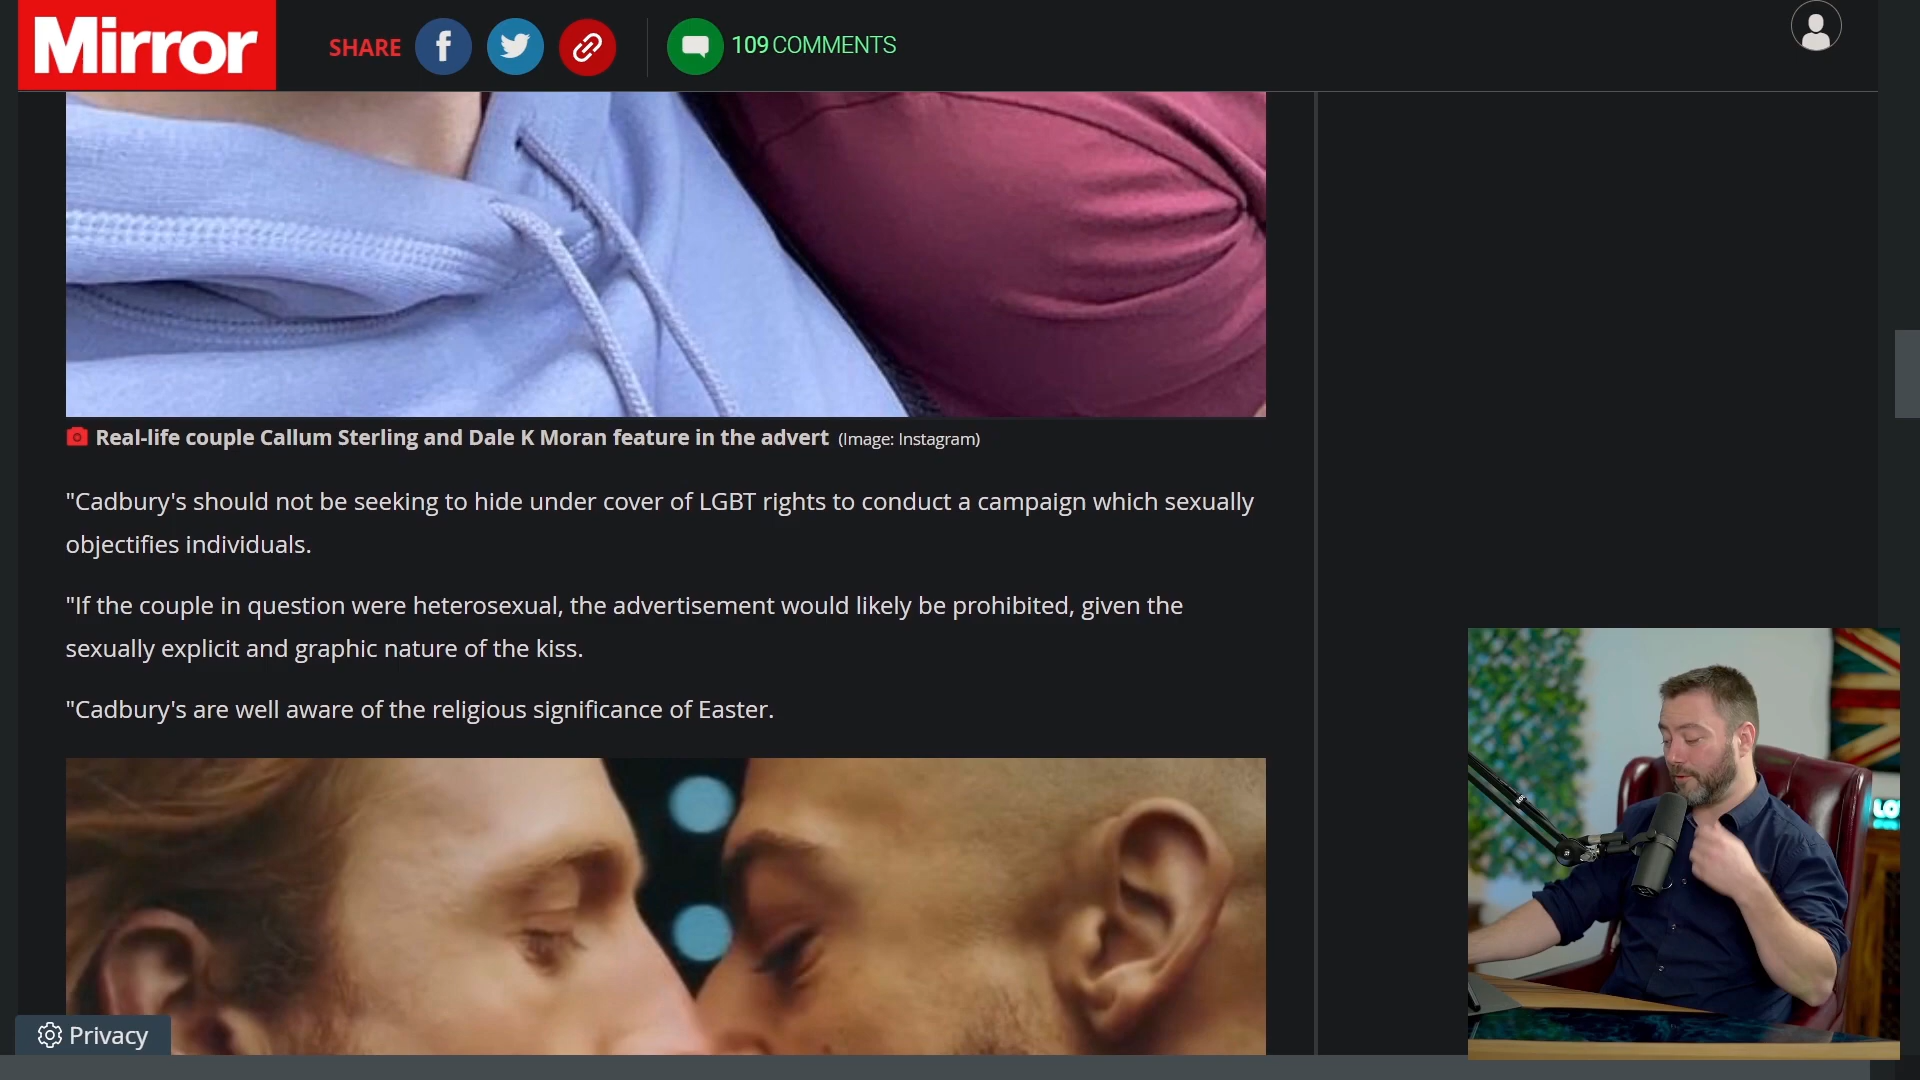 Mirror
SHARE
109 COMMENTS
Real-life couple Callum Sterling and Dale K Moran feature in the advert (Image: Instagram)
"Cadbury's should not be seeking to hide under cover of LGBT rights to conduct a campaign which sexually
objectifies individuals.
"If the couple in question were heterosexual, the advertisement would likely be prohibited, given the
sexually explicit and graphic nature of the kiss.
"Cadbury's are well aware of the religious significance of Easter.
LO
Privacy